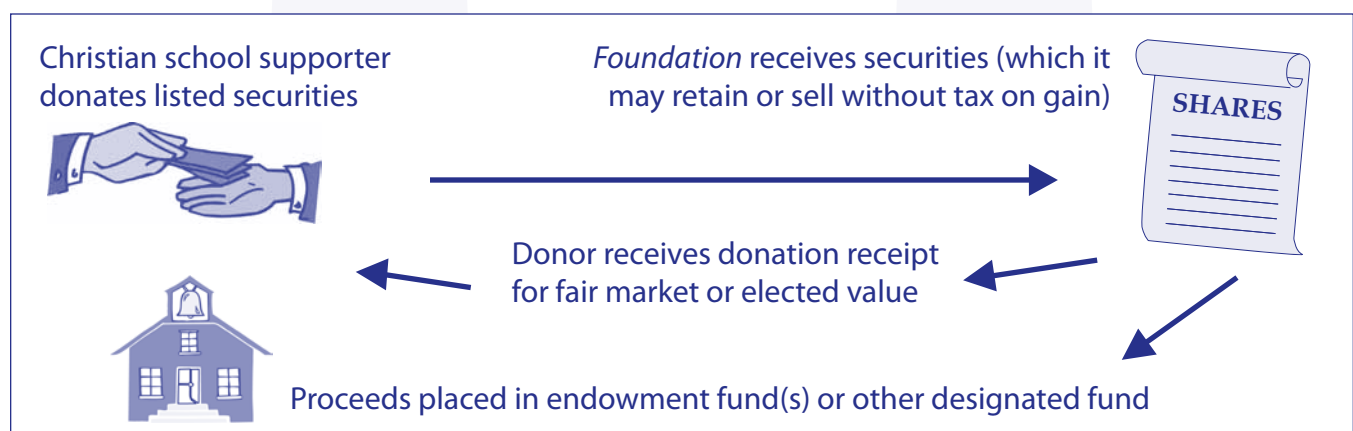 Christian school supporter
donates listed securities
Foundation receives securities (which it
may retain or sell without tax on gain)
SHARES
Donor receives donation receipt
for fair market or elected value
Proceeds placed in endowment fund(s) or other designated fund